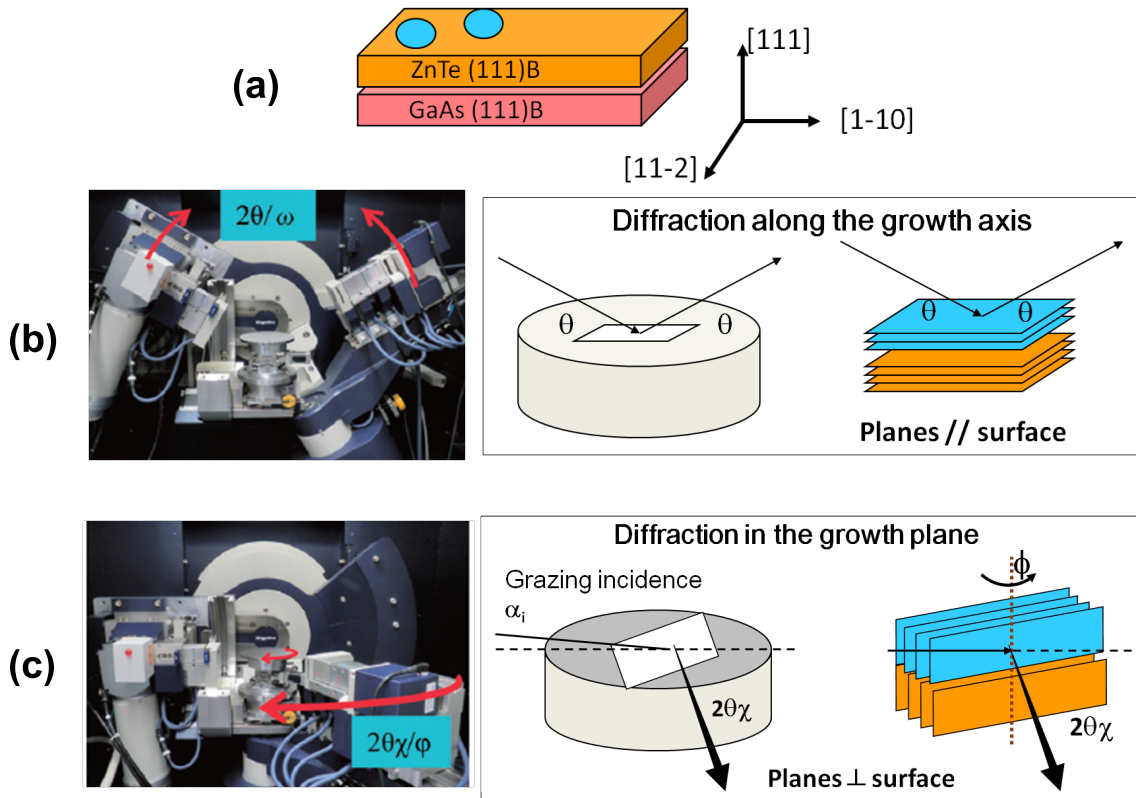 (a)
ZnTe (111)B
GaAs (111)B
[111]
[1-10]
[11-2]
(b)
2θ/ ω
Diffraction along the growth axis
θ θ
θ θ
Planes // surface
(c)
2θχ/φ
Diffraction in the growth plane
Grazing incidence
αi
2θχ
ϕ
2θχ
Planes ⊥ surface